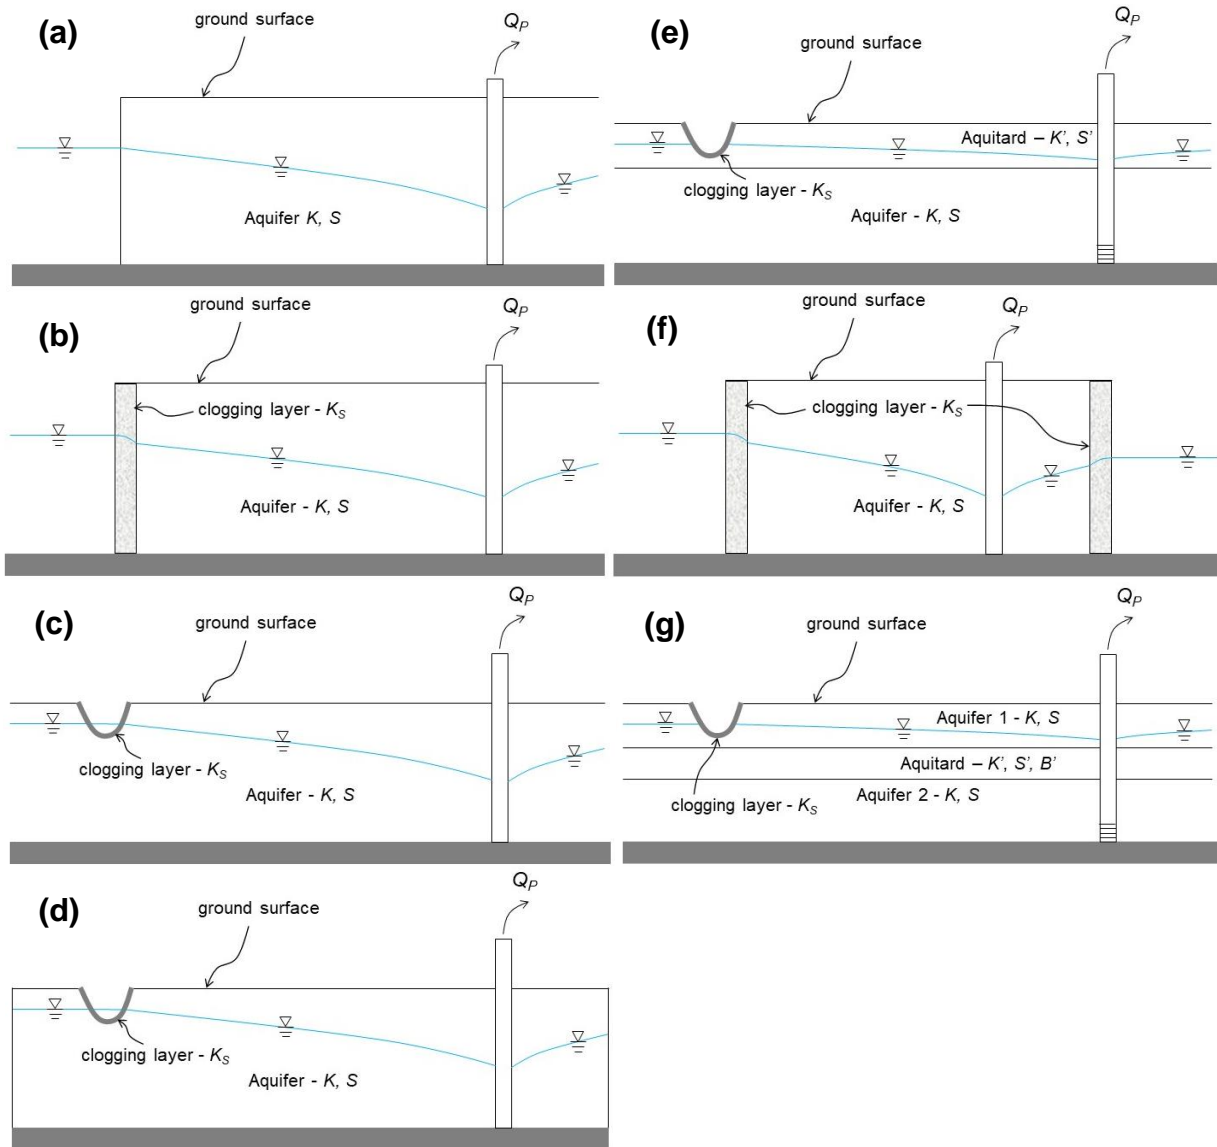 (a)
ground surface
Q_P
Aquifer K, S
(b)
ground surface
Q_P
clogging layer - K_S
Aquifer - K, S
(c)
ground surface
Q_P
clogging layer - K_S
Aquifer - K, S
(d)
ground surface
Q_P
clogging layer - K_S
Aquifer - K, S
(e)
ground surface
Q_P
Aquitard – K’, S’
clogging layer - K_S
Aquifer - K, S
(f)
ground surface
Q_P
clogging layer - K_S
Aquifer - K, S
(g)
ground surface
Q_P
Aquifer 1 - K, S
Aquitard – K’, S’, B’
clogging layer - K_S
Aquifer 2 - K, S